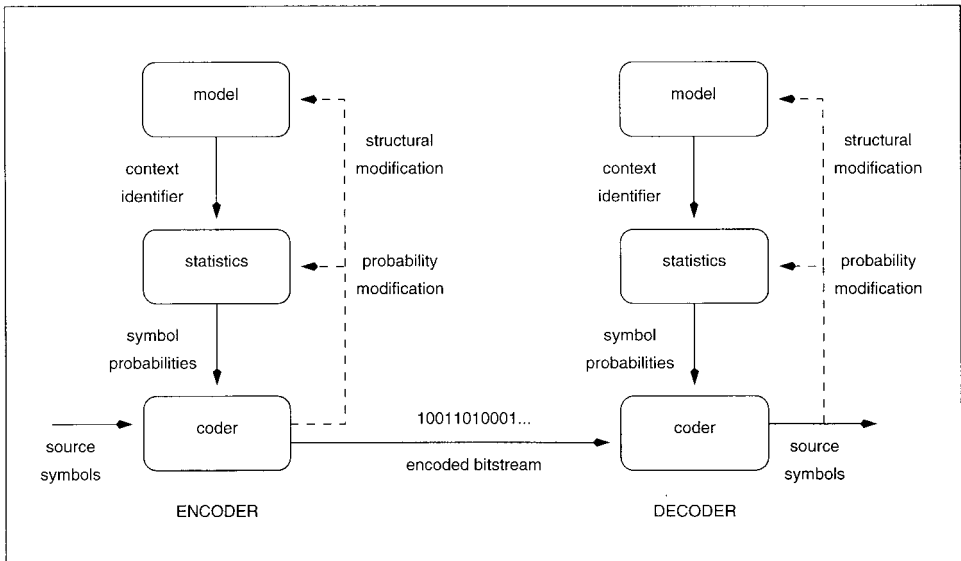 model
structural
modification
context
identifier
statistics
probability
modification
symbol
probabilities
source
symbols
coder
10011010001...
encoded bitstream
ENCODER
model
structural
modification
context
identifier
statistics
probability
modification
symbol
probabilities
coder
source
symbols
DECODER